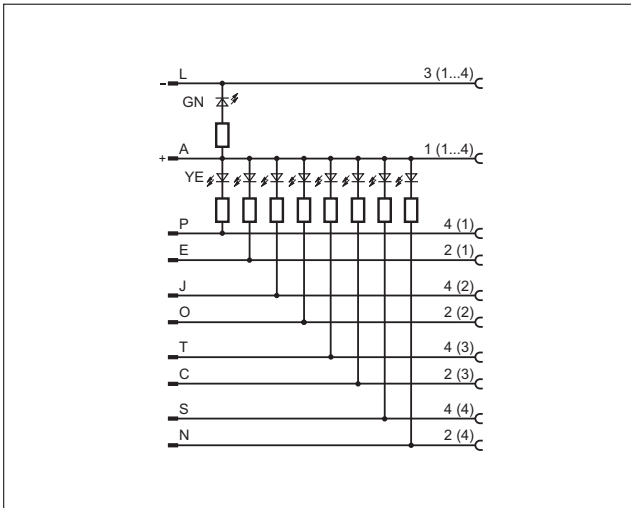 - L 3 (1...4)
GN
+ A 1 (1...4)
YE
P 4 (1)
E 2 (1)
J 4 (2)
O 2 (2)
T 4 (3)
C 2 (3)
S 4 (4)
N 2 (4)